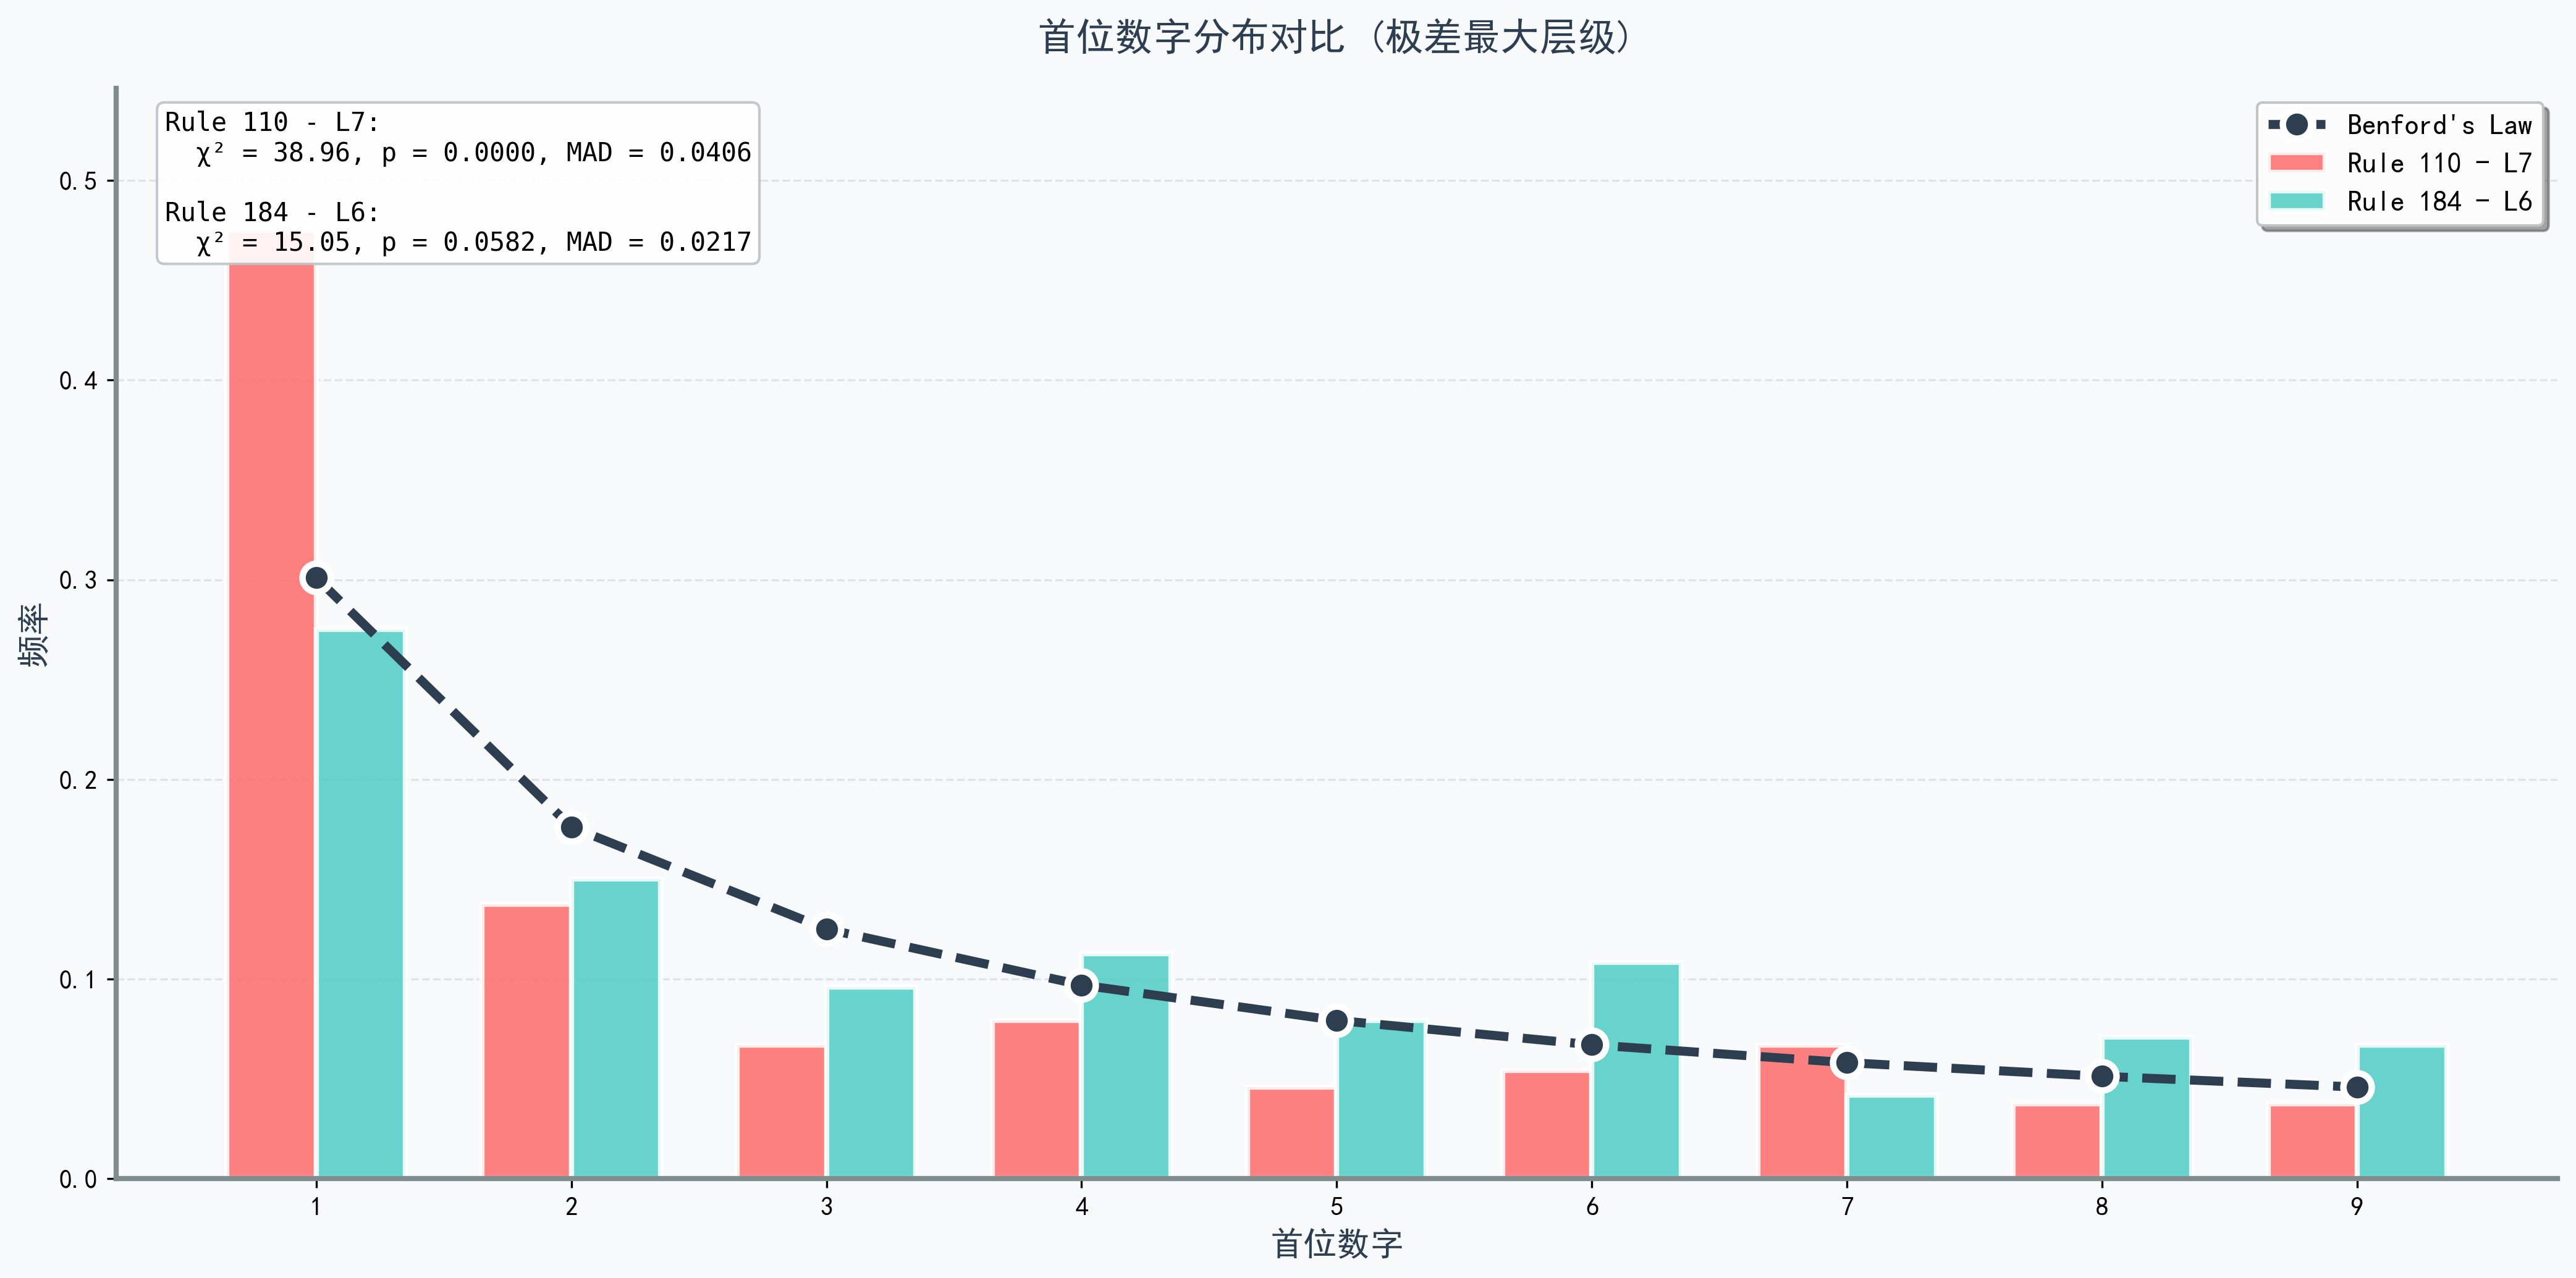 首位数字分布对比（极差最大层级）
Rule 110 - L7:
χ² = 38.96, p = 0.0000, MAD = 0.0406
Rule 184 - L6:
χ² = 15.05, p = 0.0582, MAD = 0.0217
Benford's Law
Rule 110 - L7
Rule 184 - L6
频率
0.5
0.4
0.3
0.2
0.1
0.0
1 2 3 4 5 6 7 8 9
首位数字